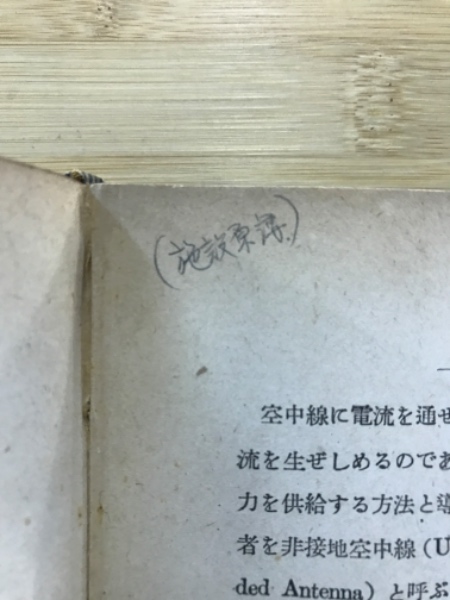 (施設原課)
空中線に電流を通せ
流を生ぜしめるのであ
力を供給する方法と導
者を非接地空中線(U
ded Antenna)と呼ぶ